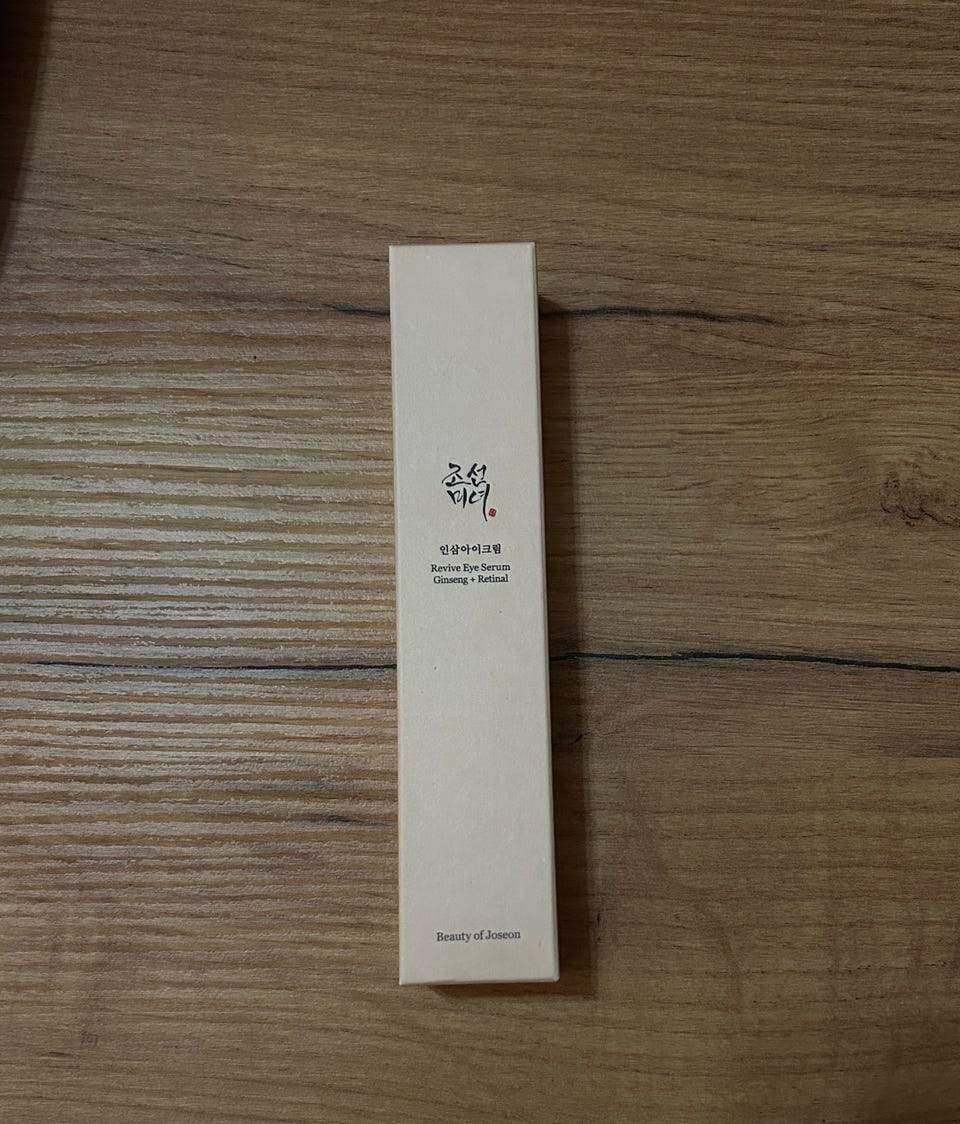 조선
미녀
인삼아이크림
Revive Eye Serum
Ginseng + Retinal
Beauty of Joseon